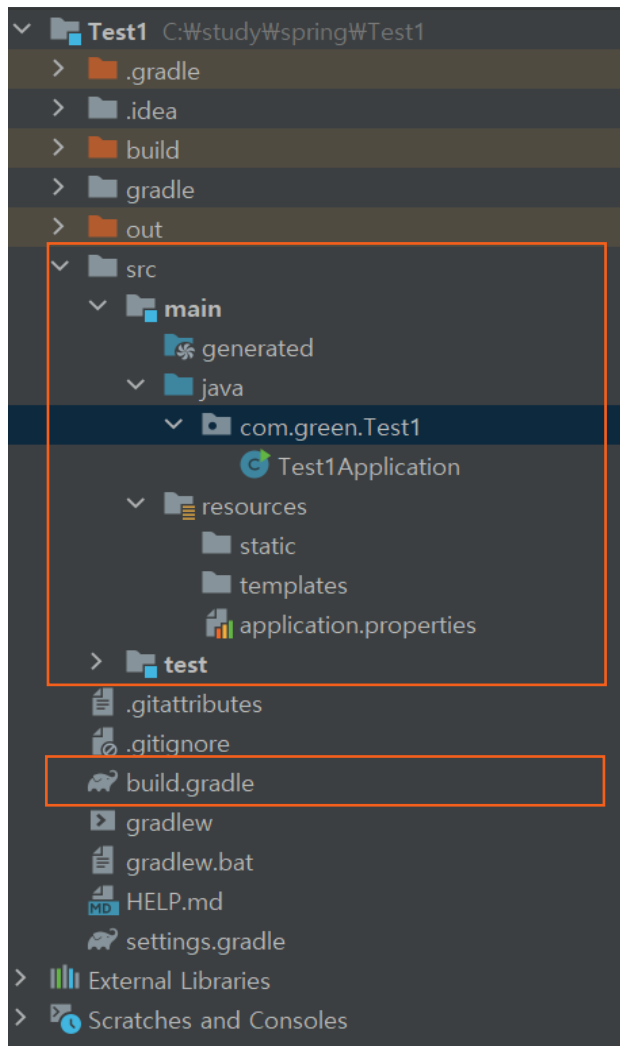 Test1 C:₩study₩spring₩Test1
.gradle
.idea
build
gradle
out
src
main
generated
java
com.green.Test1
C Test1Application
resources
static
templates
application.properties
test
.gitattributes
.gitignore
build.gradle
gradlew
gradlew.bat
MD HELP.md
settings.gradle
External Libraries
Scratches and Consoles